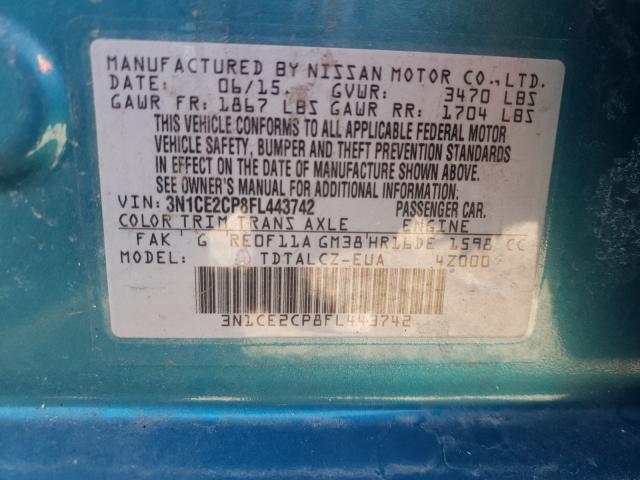 MANUFACTURED BY NISSAN MOTOR CO.,LTD.
DATE: 06/15. GVWR: 3470 LBS
GAWR FR: 1867 LBS GAWR RR: 1704 LBS
THIS VEHICLE CONFORMS TO ALL APPLICABLE FEDERAL MOTOR
VEHICLE SAFETY, BUMPER AND THEFT PREVENTION STANDARDS
IN EFFECT ON THE DATE OF MANUFACTURE SHOWN ABOVE.
SEE OWNER'S MANUAL FOR ADDITIONAL INFORMATION.
VIN: 3N1CE2CP8FL443742 PASSENGER CAR.
COLOR TRIM TRANS AXLE ENGINE
FAK G RE0F11A GM38 HR16DE 1598 CC
MODEL: TDTALCZ-EUA 4Z000
3N1CE2CP8FL443742